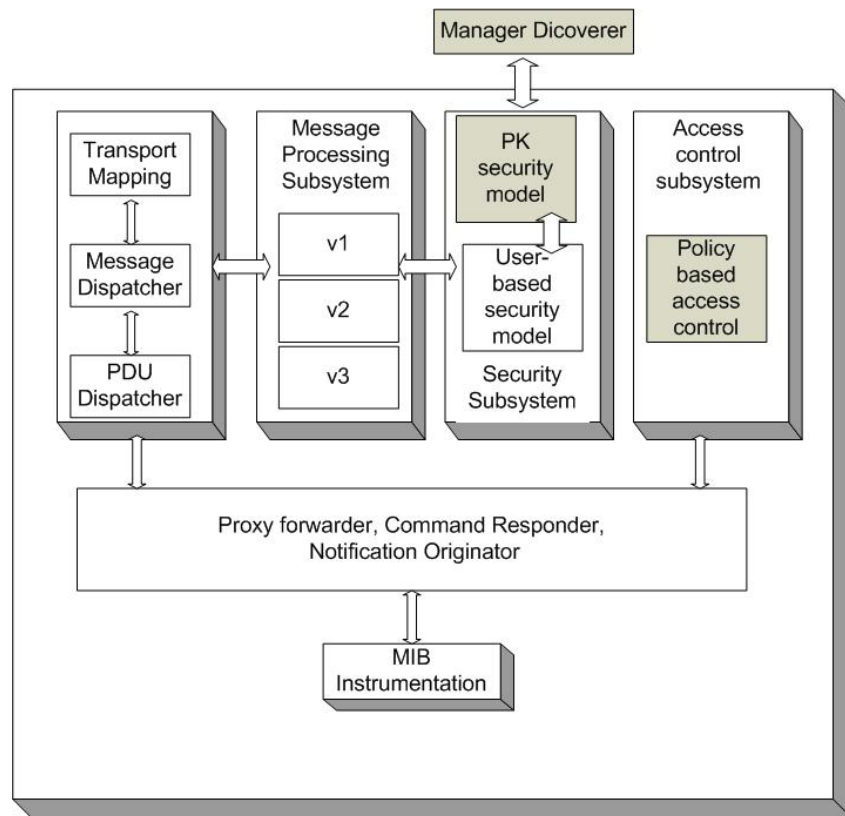 Manager Dicoverer
Transport
Mapping
Message
Dispatcher
PDU
Dispatcher
Message
Processing
Subsystem
v1
v2
v3
PK
security
model
User-
based
security
model
Security
Subsystem
Access
control
subsystem
Policy
based
access
control
Proxy forwarder, Command Responder,
Notification Originator
MIB
Instrumentation